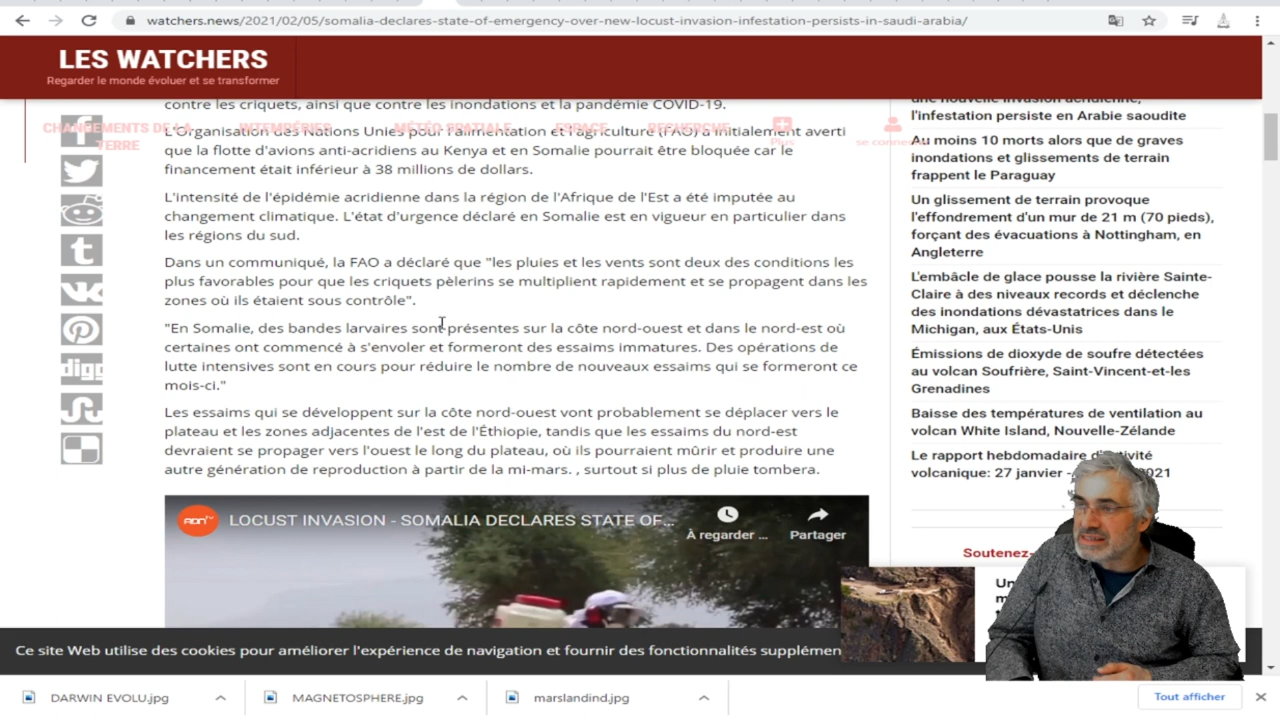 watchers.news/2021/02/05/somalia-declares-state-of-emergency-over-new-locust-invasion-infestation-persists-in-saudi-arabia/
LES WATCHERS
Regarder le monde évoluer et se transformer
CHANGEMENTS DE LA TERRE
INTEMPÉRIES
MÉTÉO SPATIALE
ESPACE
RECHERCHE
Plus
se connecter
contre les criquets, ainsi que contre les inondations et la pandémie COVID-19.
L'Organisation des Nations Unies pour l'alimentation et l'agriculture (FAO) a initialement averti
que la flotte d'avions anti-acridiens au Kenya et en Somalie pourrait être bloquée car le
financement était inférieur à 38 millions de dollars.
L'intensité de l'épidémie acridienne dans la région de l'Afrique de l'Est a été imputée au
changement climatique. L'état d'urgence déclaré en Somalie est en vigueur en particulier dans
les régions du sud.
Dans un communiqué, la FAO a déclaré que "les pluies et les vents sont deux des conditions les
plus favorables pour que les criquets pèlerins se multiplient rapidement et se propagent dans les
zones où ils étaient sous contrôle".
"En Somalie, des bandes larvaires sont présentes sur la côte nord-ouest et dans le nord-est où
certaines ont commencé à s'envoler et formeront des essaims immatures. Des opérations de
lutte intensives sont en cours pour réduire le nombre de nouveaux essaims qui se formeront ce
mois-ci."
Les essaims qui se développent sur la côte nord-ouest vont probablement se déplacer vers le
plateau et les zones adjacentes de l'est de l'Éthiopie, tandis que les essaims du nord-est
devraient se propager vers l'ouest le long du plateau, où ils pourraient mûrir et produire une
autre génération de reproduction à partir de la mi-mars. , surtout si plus de pluie tombera.
ADN TV
LOCUST INVASION - SOMALIA DECLARES STATE OF...
À regarder ...
Partager
une nouvelle invasion acridienne,
l'infestation persiste en Arabie saoudite
Au moins 10 morts alors que de graves
inondations et glissements de terrain
frappent le Paraguay
Un glissement de terrain provoque
l'effondrement d'un mur de 21 m (70 pieds),
forçant des évacuations à Nottingham, en
Angleterre
L'embâcle de glace pousse la rivière Sainte-
Claire à des niveaux records et déclenche
des inondations dévastatrices dans le
Michigan, aux États-Unis
Émissions de dioxyde de soufre détectées
au volcan Soufrière, Saint-Vincent-et-les
Grenadines
Baisse des températures de ventilation au
volcan White Island, Nouvelle-Zélande
Le rapport hebdomadaire d'activité
volcanique: 27 janvier - 2021
Soutenez-
digg
Ce site Web utilise des cookies pour améliorer l'expérience de navigation et fournir des fonctionnalités supplémen
DARWIN EVOLU.jpg
MAGNETOSPHERE.jpg
marslandind.jpg
Tout afficher